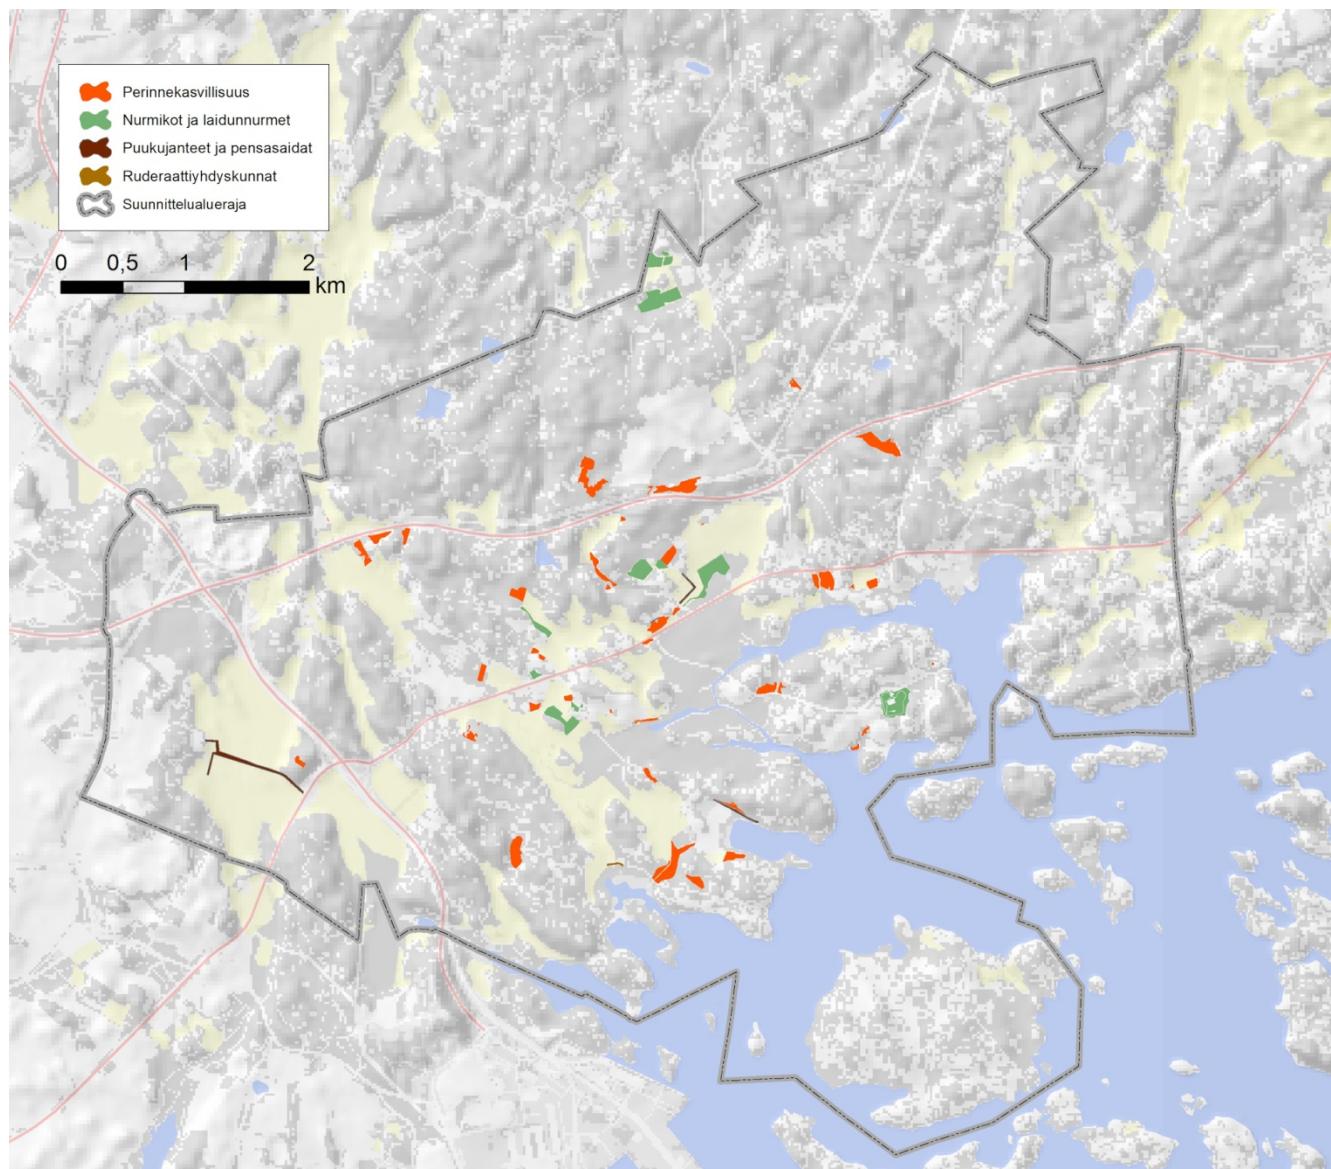 Perinnekasvillisuus
Nurmikot ja laidunnurmet
Puukujanteet ja pensasaidat
Ruderaattiyhdyskunnat
Suunnittelualueraja
0 0,5 1 2
km